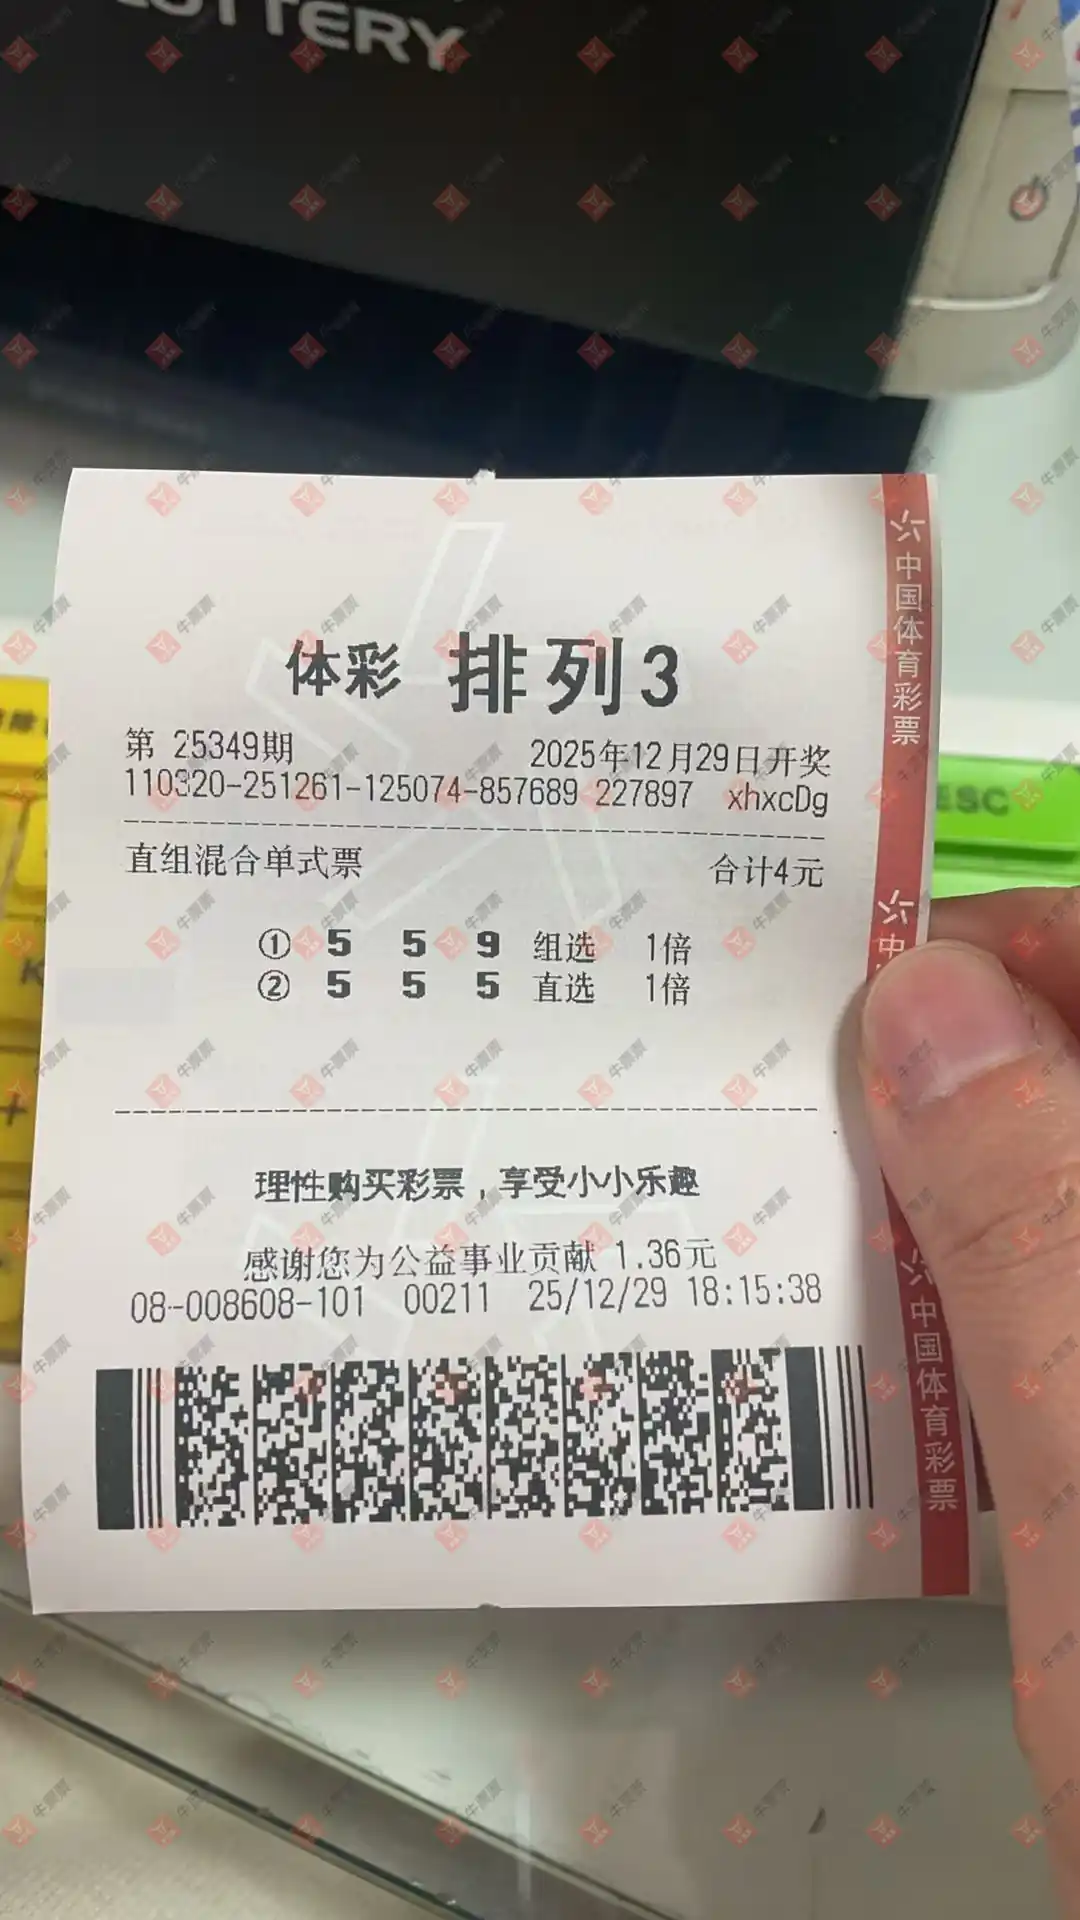 LOTTERY
体彩 排列3
第 25349期 2025年12月29日开奖
110320-251261-125074-857689 227897 xhxcDg
直组混合单式票 合计4元
① 5 5 9 组选 1倍
② 5 5 5 直选 1倍
理性购买彩票，享受小小乐趣
感谢您为公益事业贡献 1.36元
08-008608-101 00211 25/12/29 18:15:38
中国体育彩票
中
中国体育彩票
ESC
K
+
牛票票